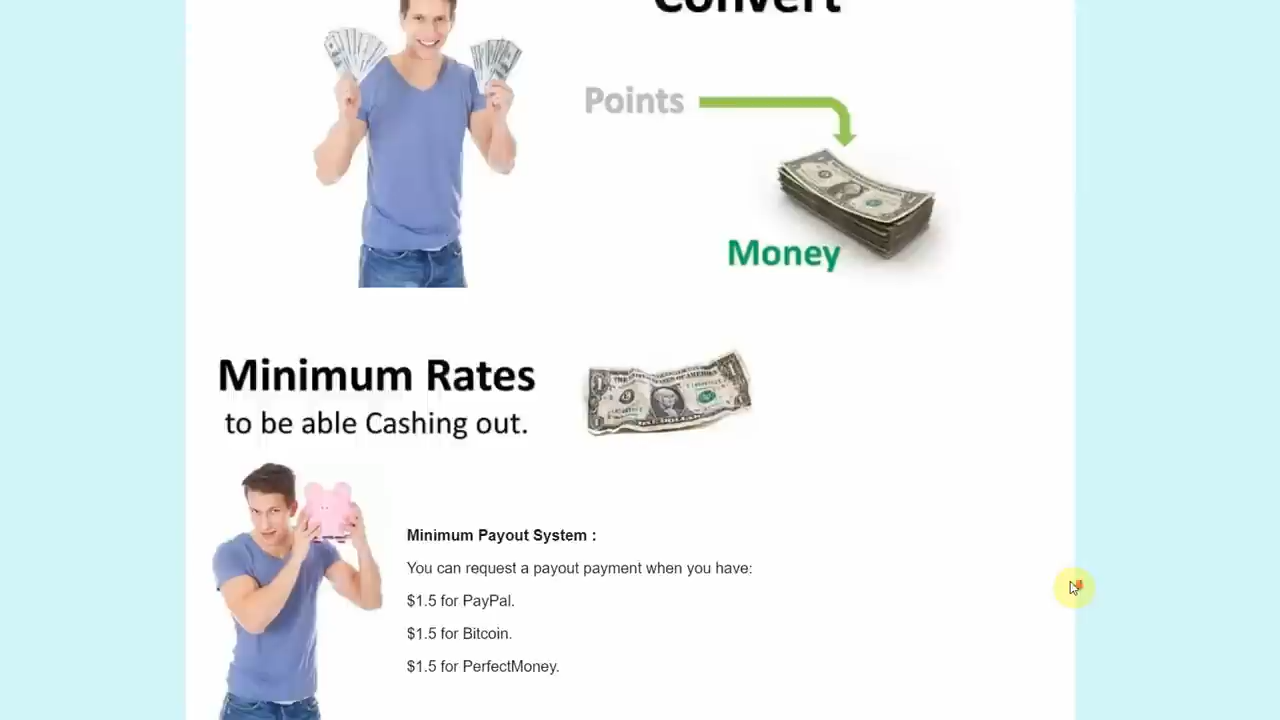 Convert
Points
Money
Minimum Rates
to be able Cashing out.
Minimum Payout System :
You can request a payout payment when you have:
$1.5 for PayPal.
$1.5 for Bitcoin.
$1.5 for PerfectMoney.